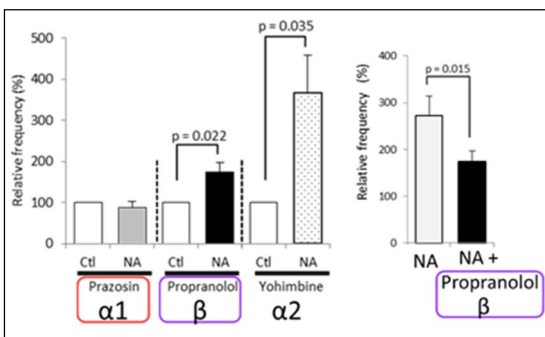 Relative frequency (%)
500
400
300
200
100
0
p = 0.022
p = 0.035
Ctl NA Ctl NA Ctl NA
Prazosin Propranolol Yohimbine
α1 β α2
Relative frequency (%)
400
300
200
100
0
p = 0.015
NA NA +
Propranolol
β